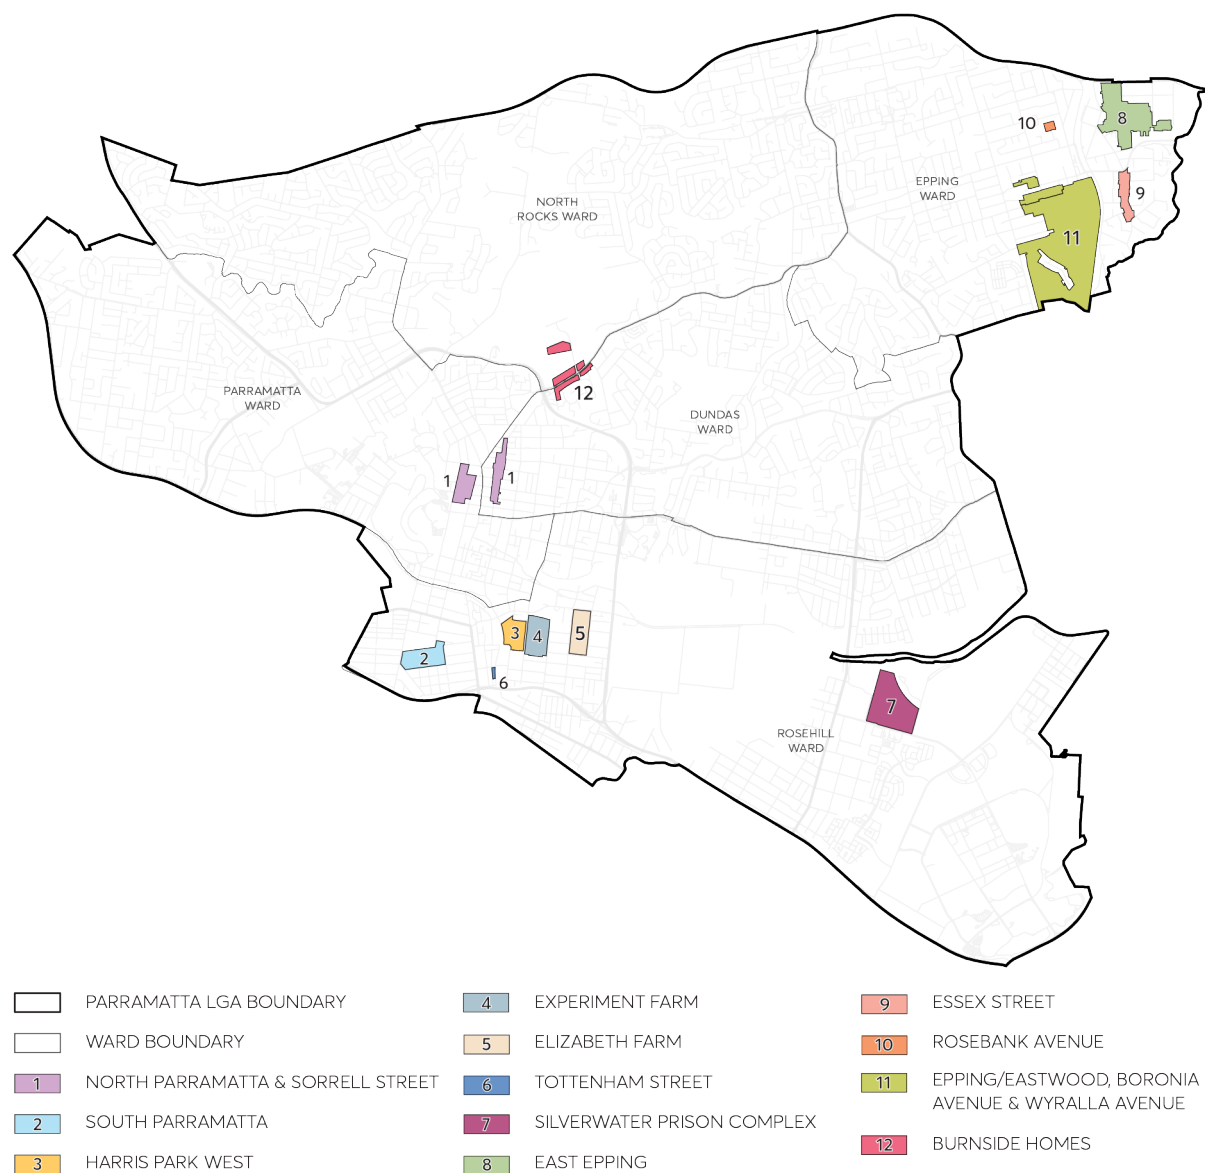 10
8
EPPING
WARD
9
NORTH
ROCKS WARD
11
PARRAMATTA
WARD
12
DUNDAS
WARD
1
1
3
4
5
2
6
7
ROSEHILL
WARD
PARRAMATTA LGA BOUNDARY
WARD BOUNDARY
1 NORTH PARRAMATTA & SORRELL STREET
2 SOUTH PARRAMATTA
3 HARRIS PARK WEST
4 EXPERIMENT FARM
5 ELIZABETH FARM
6 TOTTENHAM STREET
7 SILVERWATER PRISON COMPLEX
8 EAST EPPING
9 ESSEX STREET
10 ROSEBANK AVENUE
11 EPPING/EASTWOOD, BORONIA
AVENUE & WYRALLA AVENUE
12 BURNSIDE HOMES